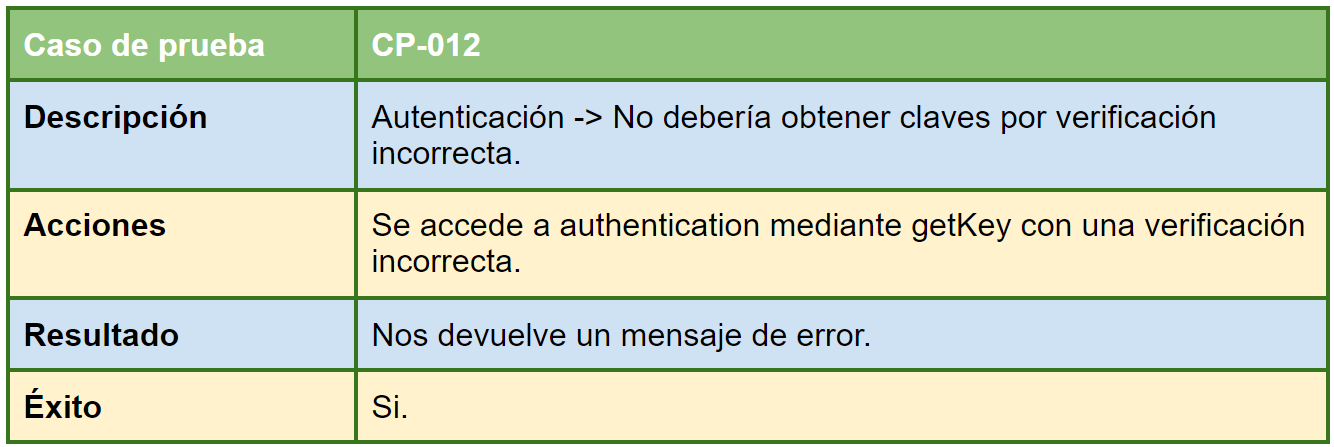 Caso de prueba CP-012
Descripción Autenticación -> No debería obtener claves por verificación
incorrecta.
Acciones Se accede a authentication mediante getKey con una verificación
incorrecta.
Resultado Nos devuelve un mensaje de error.
Éxito Si.